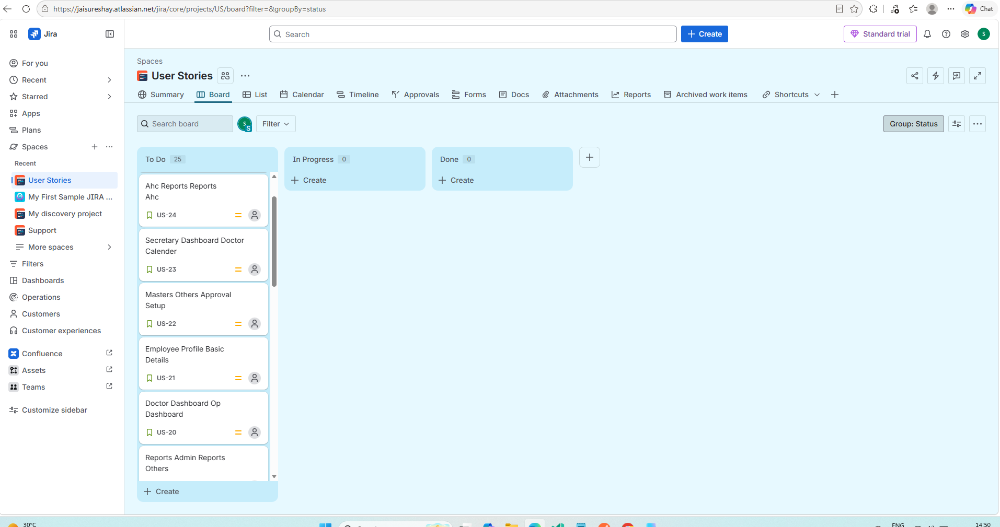 https://jaisureshay.atlassian.net/jira/core/projects/US/board?filter=&groupBy=status
Chat
Jira
Search
Create
Standard trial
S
For you
Recent
Starred
Apps
Plans
Spaces
Recent
User Stories
My First Sample JIRA ...
My discovery project
Support
More spaces
Filters
Dashboards
Operations
Customers
Customer experiences
Confluence
Assets
Teams
Customize sidebar
Spaces
User Stories
Summary
Board
List
Calendar
Timeline
Approvals
Forms
Docs
Attachments
Reports
Archived work items
Shortcuts
Search board
S
S
Filter
Group: Status
To Do 25
Ahc Reports Reports
Ahc
US-24
Secretary Dashboard Doctor
Calender
US-23
Masters Others Approval
Setup
US-22
Employee Profile Basic
Details
US-21
Doctor Dashboard Op
Dashboard
US-20
Reports Admin Reports
Others
Create
In Progress 0
Create
Done 0
Create
30°C
ENG
14:50